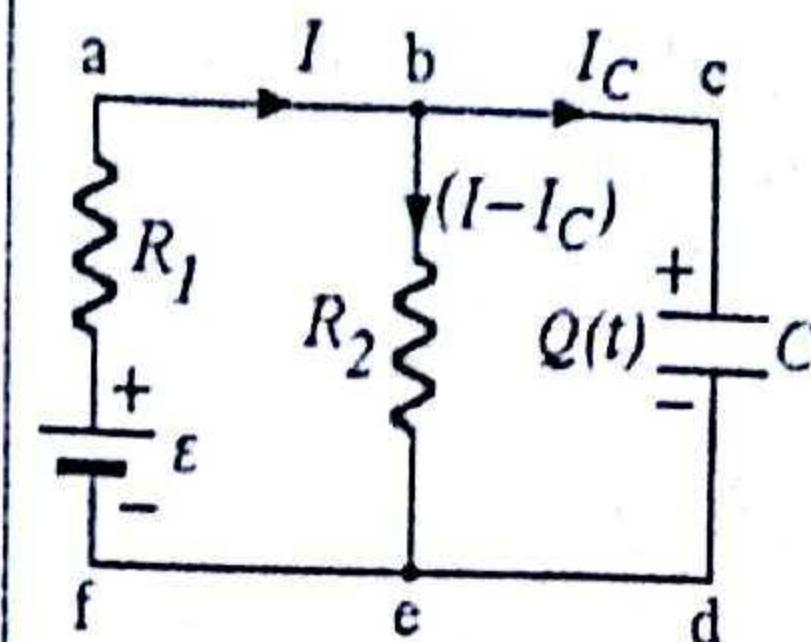 a I b I_C c
(I–I_C)
R_1
+
R_2 Q(t) C
+ –
ε
–
f e d